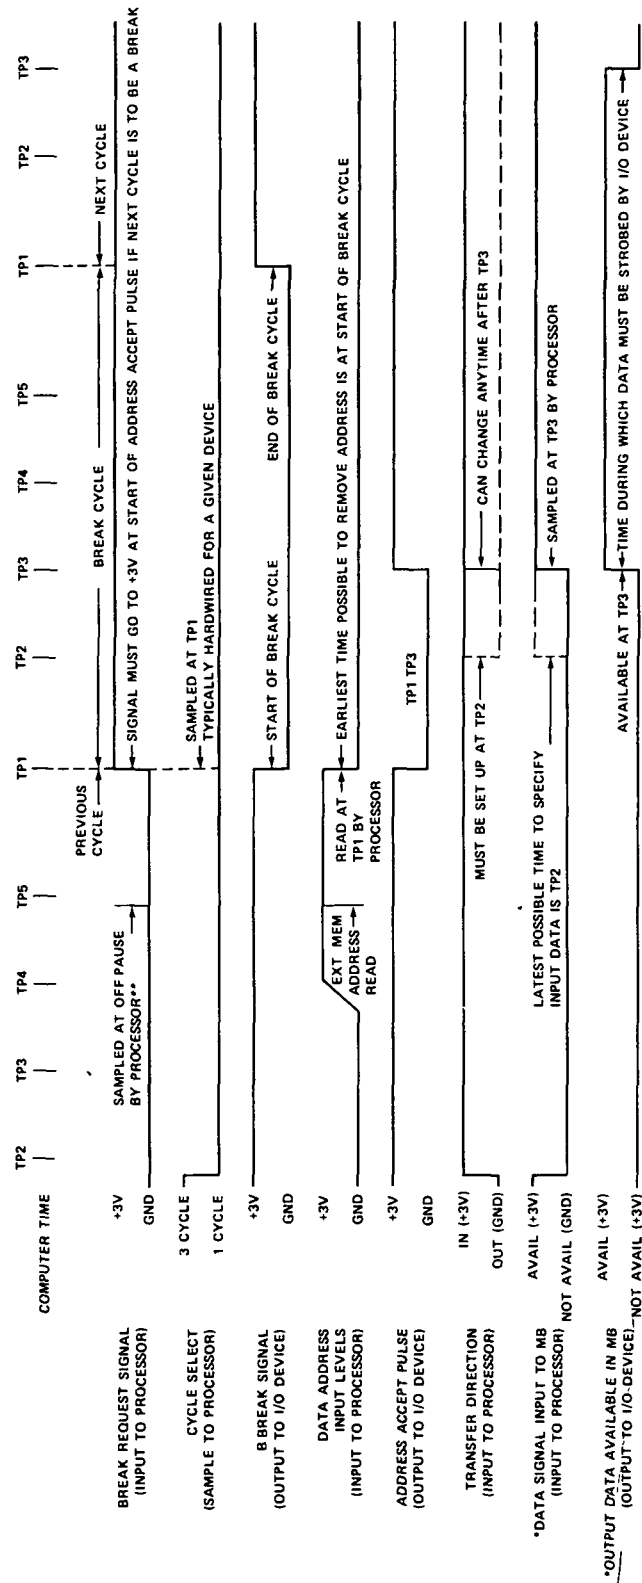 COMPUTER TIME
TP2
TP3
TP4
TP5
TP1
TP2
TP3
TP4
TP5
TP1
TP2
TP3
PREVIOUS
CYCLE
BREAK CYCLE
NEXT CYCLE
BREAK REQUEST SIGNAL
(INPUT TO PROCESSOR)
+3V
GND
SAMPLED AT OFF PAUSE
BY PROCESSOR**
SIGNAL MUST GO TO +3V AT START OF ADDRESS ACCEPT PULSE IF NEXT CYCLE IS TO BE A BREAK
CYCLE SELECT
(SAMPLE TO PROCESSOR)
3 CYCLE
1 CYCLE
SAMPLED AT TP1
TYPICALLY HARDWIRED FOR A GIVEN DEVICE
B BREAK SIGNAL
(OUTPUT TO I/O DEVICE)
+3V
GND
START OF BREAK CYCLE
END OF BREAK CYCLE
DATA ADDRESS
INPUT LEVELS
(INPUT TO PROCESSOR)
+3V
GND
EXT MEM
ADDRESS
READ
READ AT
TP1 BY
PROCESSOR
EARLIEST TIME POSSIBLE TO REMOVE ADDRESS IS AT START OF BREAK CYCLE
ADDRESS ACCEPT PULSE
(OUTPUT TO I/O DEVICE)
+3V
GND
TP1 TP3
TRANSFER DIRECTION
(INPUT TO PROCESSOR)
IN (+3V)
OUT (GND)
MUST BE SET UP AT TP2
CAN CHANGE ANYTIME AFTER TP3
*DATA SIGNAL INPUT TO MB
(INPUT TO PROCESSOR)
AVAIL (+3V)
NOT AVAIL (GND)
LATEST POSSIBLE TIME TO SPECIFY
INPUT DATA IS TP2
SAMPLED AT TP3 BY PROCESSOR
*OUTPUT DATA AVAILABLE IN MB
(OUTPUT TO I/O-DEVICE)
AVAIL (+3V)
NOT AVAIL (+3V)
AVAILABLE AT TP3
TIME DURING WHICH DATA MUST BE STROBED BY I/O DEVICE